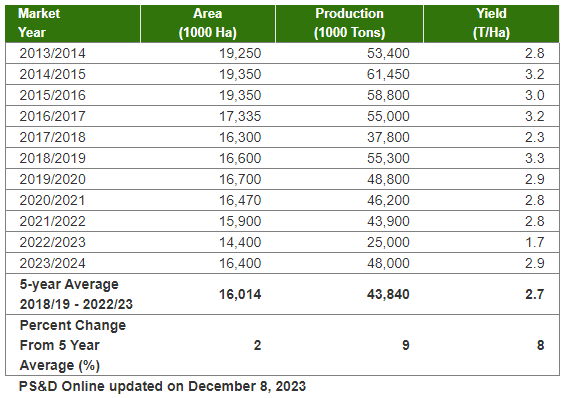 Market Year Area (1000 Ha) Production (1000 Tons) Yield (T/Ha)
2013/2014 19,250 53,400 2.8
2014/2015 19,350 61,450 3.2
2015/2016 19,350 58,800 3.0
2016/2017 17,335 55,000 3.2
2017/2018 16,300 37,800 2.3
2018/2019 16,600 55,300 3.3
2019/2020 16,700 48,800 2.9
2020/2021 16,470 46,200 2.8
2021/2022 15,900 43,900 2.8
2022/2023 14,400 25,000 1.7
2023/2024 16,400 48,000 2.9
5-year Average
2018/19 - 2022/23 16,014 43,840 2.7
Percent Change
From 5 Year 2 9 8
Average (%)
PS&D Online updated on December 8, 2023